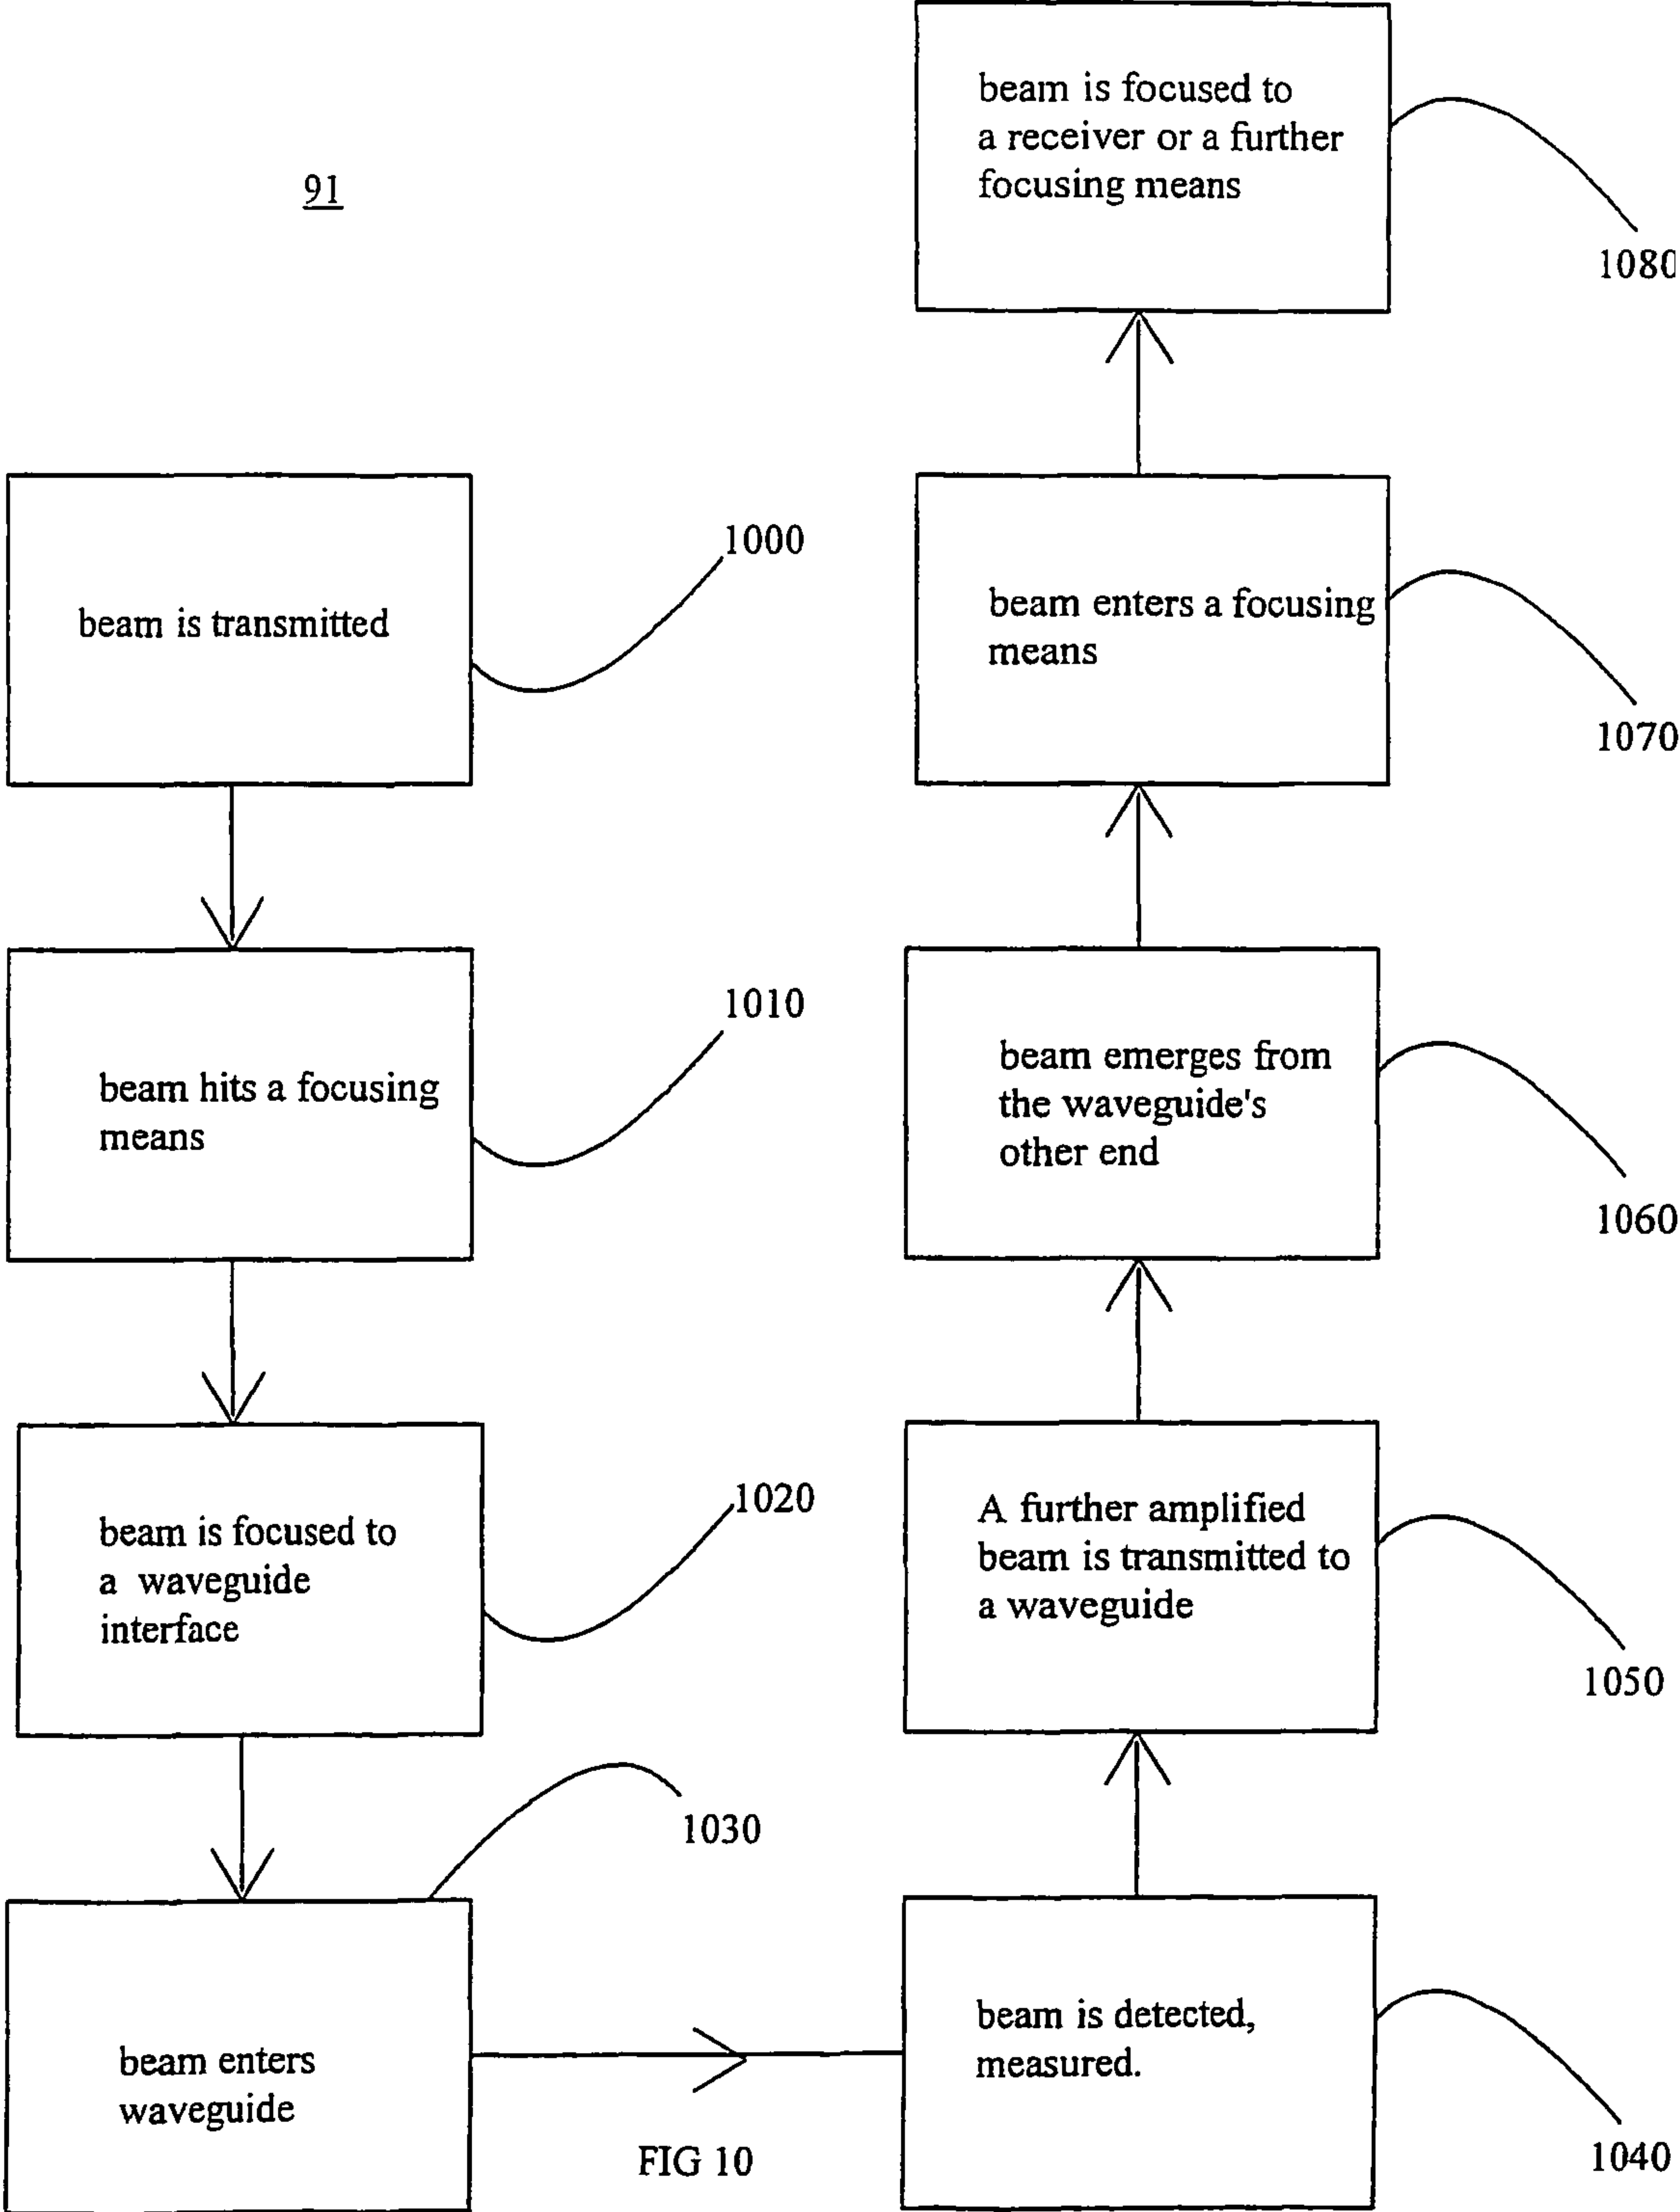 91
beam is transmitted
1000
beam hits a focusing
means
1010
beam is focused to
a waveguide
interface
1020
beam enters
waveguide
1030
beam is detected,
measured.
1040
A further amplified
beam is transmitted to
a waveguide
1050
beam emerges from
the waveguide's
other end
1060
beam enters a focusing
means
1070
beam is focused to
a receiver or a further
focusing means
1080
FIG 10